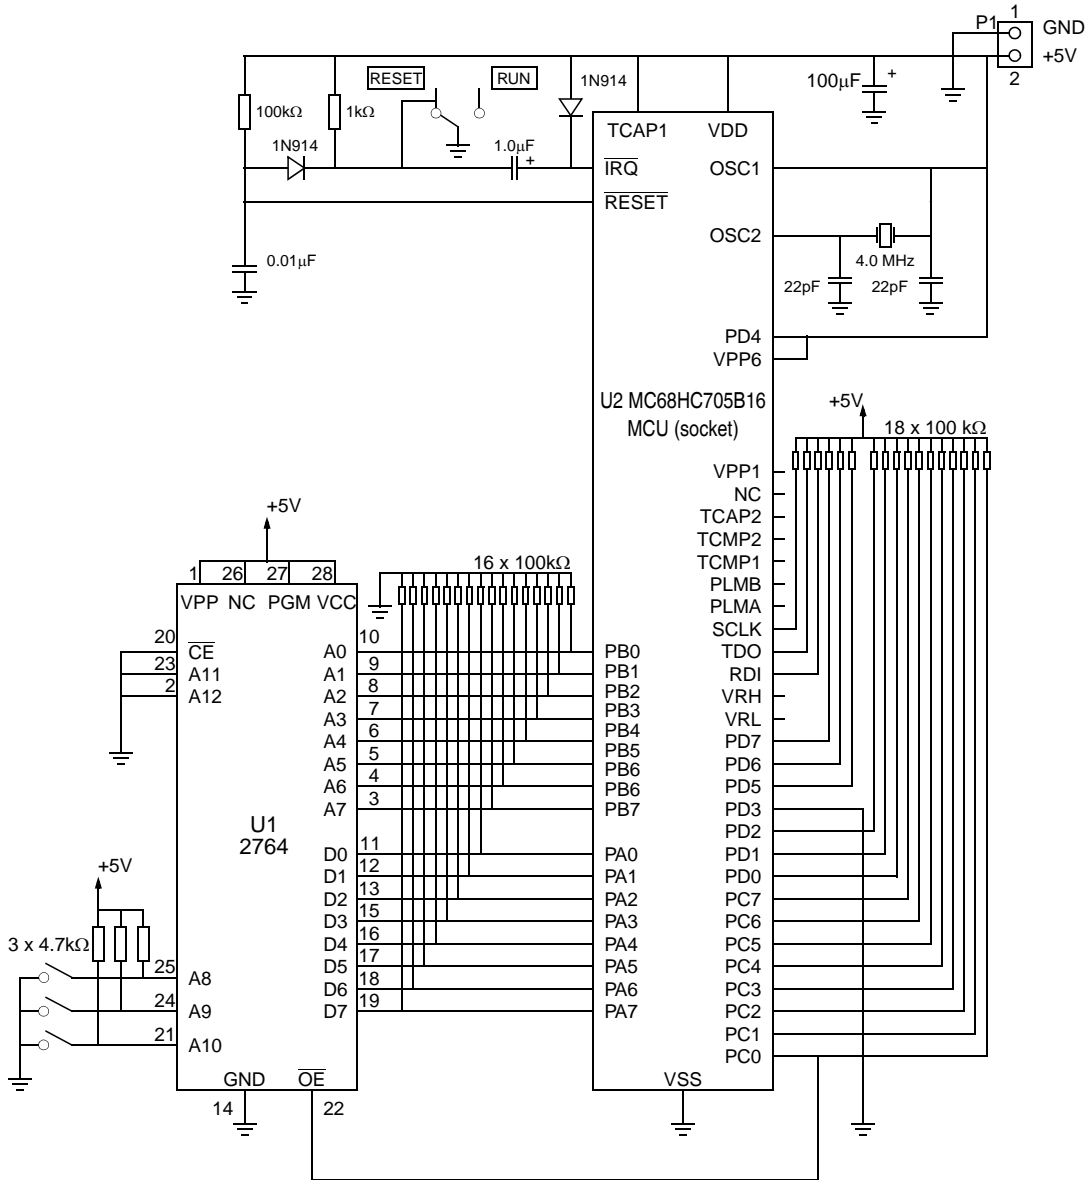 P1
1
GND
+5V
2
RESET
RUN
1N914
100µF
+
100kΩ
1kΩ
1N914
1.0µF
+
TCAP1
VDD
IRQ
OSC1
RESET
OSC2
0.01µF
4.0 MHz
22pF
22pF
PD4
VPP6
U2 MC68HC705B16
MCU (socket)
+5V
18 x 100 kΩ
VPP1
NC
TCAP2
TCMP2
TCMP1
PLMB
PLMA
SCLK
TDO
RDI
VRH
VRL
PD7
PD6
PD5
PD3
PD2
PD1
PD0
PC7
PC6
PC5
PC4
PC3
PC2
PC1
PC0
+5V
16 x 100kΩ
1
26
27
28
VPP
NC
PGM
VCC
20
CE
23
A11
2
A12
10
A0
PB0
9
A1
PB1
8
A2
PB2
7
A3
PB3
6
A4
PB4
5
A5
PB5
PB6
4
A6
PB6
3
A7
PB7
U1
2764
11
D0
PA0
12
D1
PA1
13
D2
PA2
15
D3
PA3
16
D4
PA4
17
D5
PA5
18
D6
PA6
19
D7
PA7
+5V
3 x 4.7kΩ
25
A8
24
A9
21
A10
GND
OE
14
22
VSS